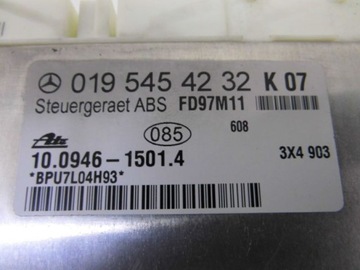 019 545 42 32 K 07
Steuergeraet ABS FD97M11
Ate 085 608
10.0946-1501.4 3X4 903
*BPU7L04H93*